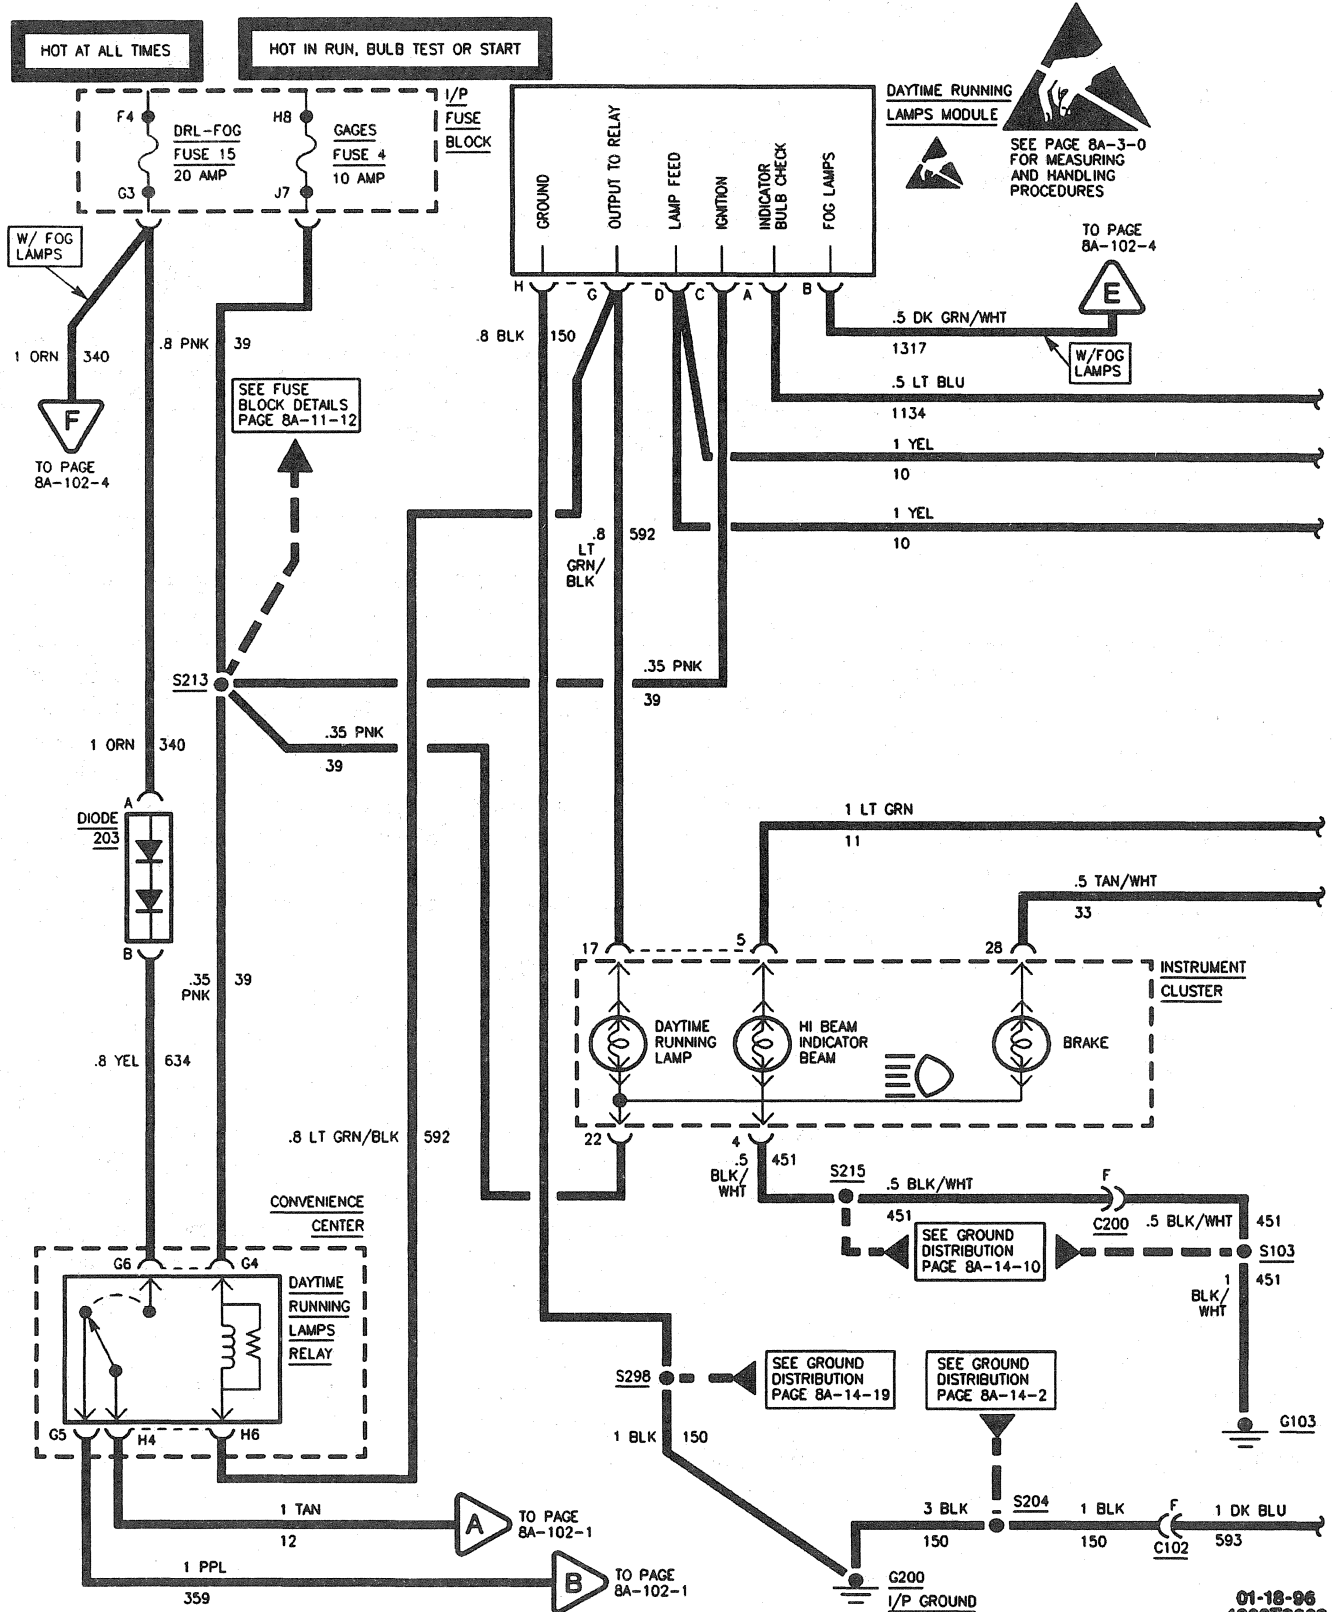 HOT AT ALL TIMES
HOT IN RUN, BULB TEST OR START
I/P
FUSE
BLOCK
F4
DRL-FOG
FUSE 15
20 AMP
G3
H8
GAGES
FUSE 4
10 AMP
J7
GROUND
OUTPUT TO RELAY
LAMP FEED
IGNITION
INDICATOR
BULB CHECK
FOG LAMPS
DAYTIME RUNNING
LAMPS MODULE
SEE PAGE 8A-3-0
FOR MEASURING
AND HANDLING
PROCEDURES
W/ FOG
LAMPS
TO PAGE
8A-102-4
E
H
G
D
C
A
B
1 ORN
340
.8 PNK
39
.8 BLK
150
.5 DK GRN/WHT
1317
W/FOG
LAMPS
SEE FUSE
BLOCK DETAILS
PAGE 8A-11-12
.5 LT BLU
1134
F
TO PAGE
8A-102-4
1 YEL
10
1 YEL
10
.8
LT
GRN/
BLK
592
S213
.35 PNK
39
.35 PNK
39
1 ORN
340
A
DIODE
203
B
1 LT GRN
11
.5 TAN/WHT
33
17
5
28
INSTRUMENT
CLUSTER
.35
PNK
39
DAYTIME
RUNNING
LAMP
HI BEAM
INDICATOR
BEAM
BRAKE
.8 YEL
634
.8 LT GRN/BLK
592
22
4
.5
BLK/
WHT
451
S215
.5 BLK/WHT
451
F
C200
.5 BLK/WHT
451
SEE GROUND
DISTRIBUTION
PAGE 8A-14-10
S103
1
BLK/
WHT
451
CONVENIENCE
CENTER
G6
G4
DAYTIME
RUNNING
LAMPS
RELAY
G5
H4
H6
S298
SEE GROUND
DISTRIBUTION
PAGE 8A-14-19
SEE GROUND
DISTRIBUTION
PAGE 8A-14-2
G103
1 BLK
150
1 TAN
12
A
TO PAGE
8A-102-1
3 BLK
150
S204
1 BLK
150
F
C102
1 DK BLU
593
1 PPL
359
B
TO PAGE
8A-102-1
G200
I/P GROUND
01-18-96